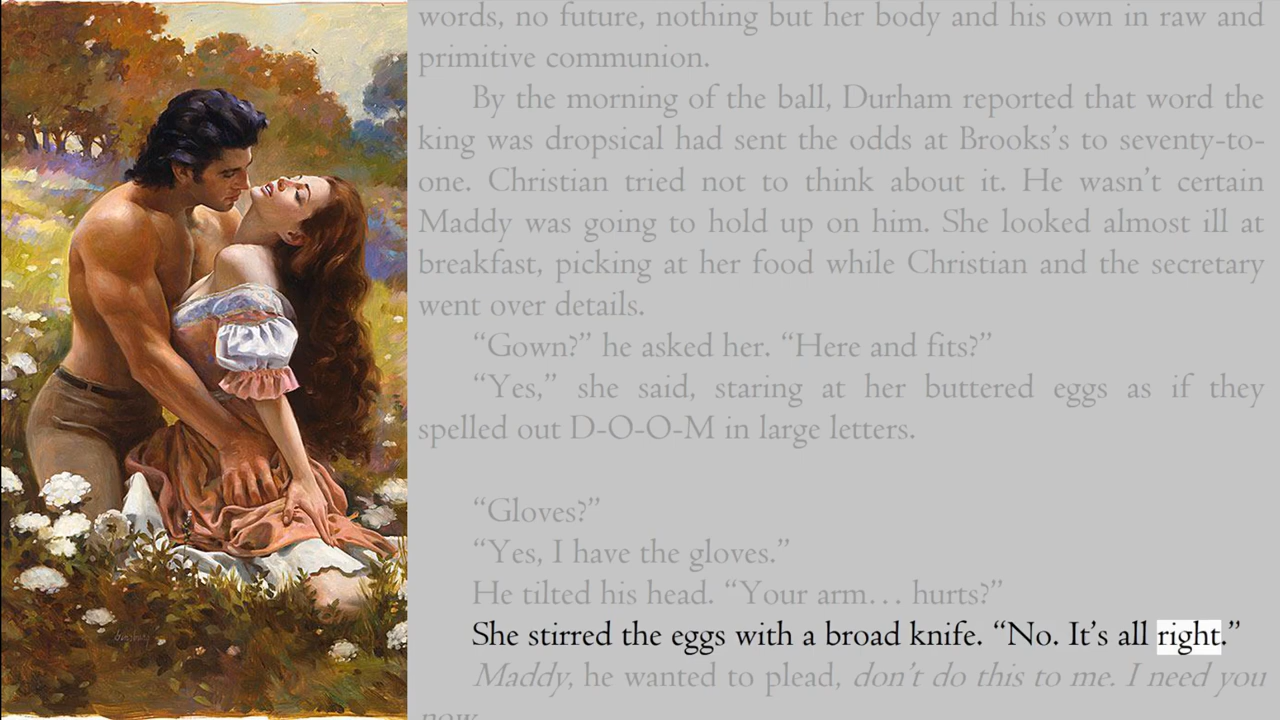 words, no future, nothing but her body and his own in raw and
primitive communion.
By the morning of the ball, Durham reported that word the
king was dropsical had sent the odds at Brooks’s to seventy-to-
one. Christian tried not to think about it. He wasn’t certain
Maddy was going to hold up on him. She looked almost ill at
breakfast, picking at her food while Christian and the secretary
went over details.
“Gown?” he asked her. “Here and fits?”
“Yes,” she said, staring at her buttered eggs as if they
spelled out D-O-O-M in large letters.
“Gloves?”
“Yes, I have the gloves.”
He tilted his head. “Your arm… hurts?”
She stirred the eggs with a broad knife. “No. It’s all right.”
Maddy, he wanted to plead, don’t do this to me. I need you
now